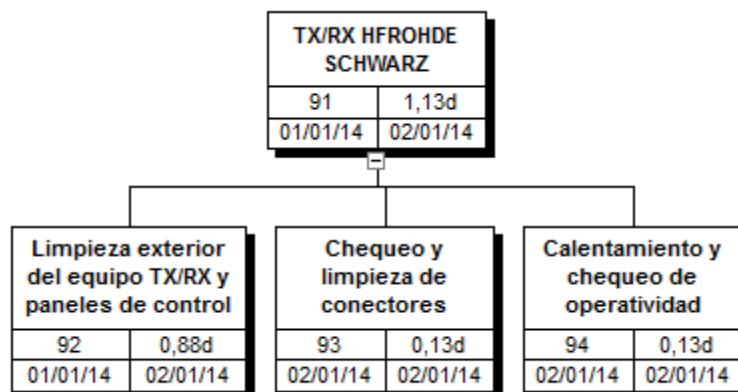 TX/RX HFROHDE
SCHWARZ
91 1,13d
01/01/14 02/01/14
Limpieza exterior
del equipo TX/RX y
paneles de control
92 0,88d
01/01/14 02/01/14
Chequeo y
limpieza de
conectores
93 0,13d
02/01/14 02/01/14
Calentamiento y
chequeo de
operatividad
94 0,13d
02/01/14 02/01/14